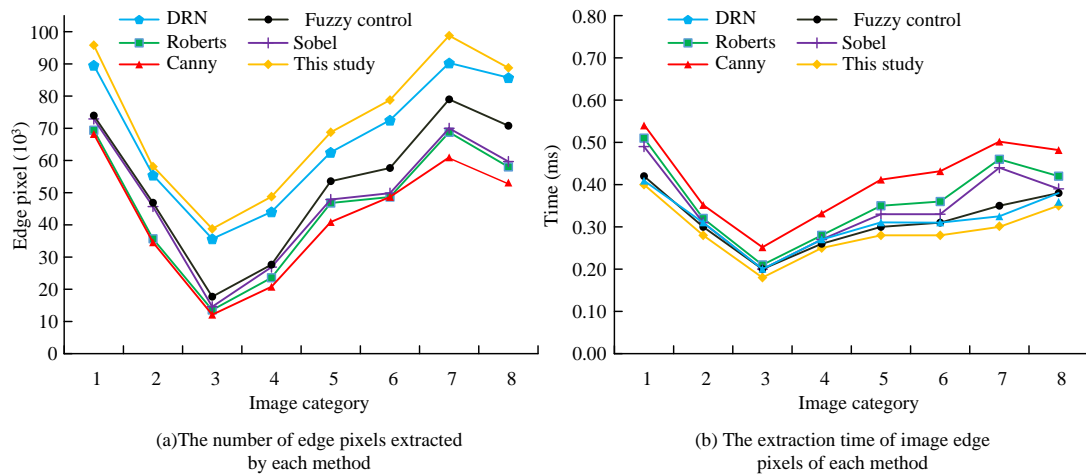 DRN
Fuzzy control
Roberts
Sobel
Canny
This study
Edge pixel (10³)
100
90
80
70
60
50
40
30
20
10
0
1 2 3 4 5 6 7 8
Image category
(a)The number of edge pixels extracted
by each method
DRN
Fuzzy control
Roberts
Sobel
Canny
This study
Time (ms)
0.80
0.70
0.60
0.50
0.40
0.30
0.20
0.10
0.00
1 2 3 4 5 6 7 8
Image category
(b) The extraction time of image edge
pixels of each method